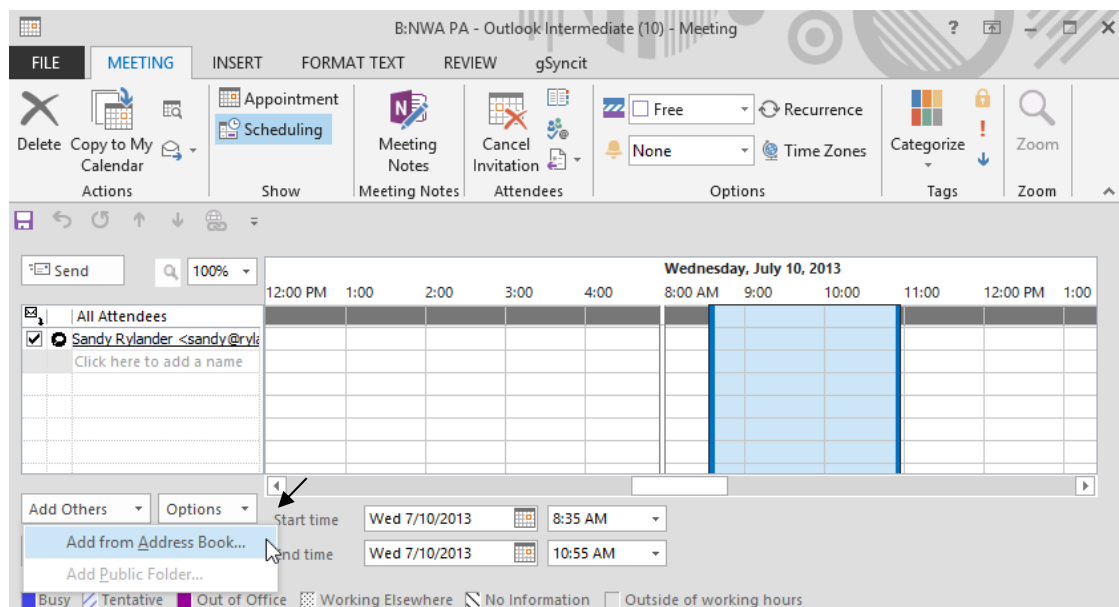 B:NWA PA - Outlook Intermediate (10) - Meeting
?
FILE MEETING INSERT FORMAT TEXT REVIEW gSyncit
Delete
Copy to My Calendar
Actions
Appointment
Scheduling
Show
N
Meeting Notes
Meeting Notes
Cancel Invitation
Attendees
Free
Recurrence
None
Time Zones
Options
Categorize
Tags
Zoom
Zoom
Send
100%
Wednesday, July 10, 2013
12:00 PM 1:00 2:00 3:00 4:00 8:00 AM 9:00 10:00 11:00 12:00 PM 1:00
All Attendees
Sandy Rylander <sandy@ryla
Click here to add a name
Add Others Options
Start time Wed 7/10/2013 8:35 AM
Add from Address Book...
nd time Wed 7/10/2013 10:55 AM
Add Public Folder...
Busy Tentative Out of Office Working Elsewhere No Information Outside of working hours